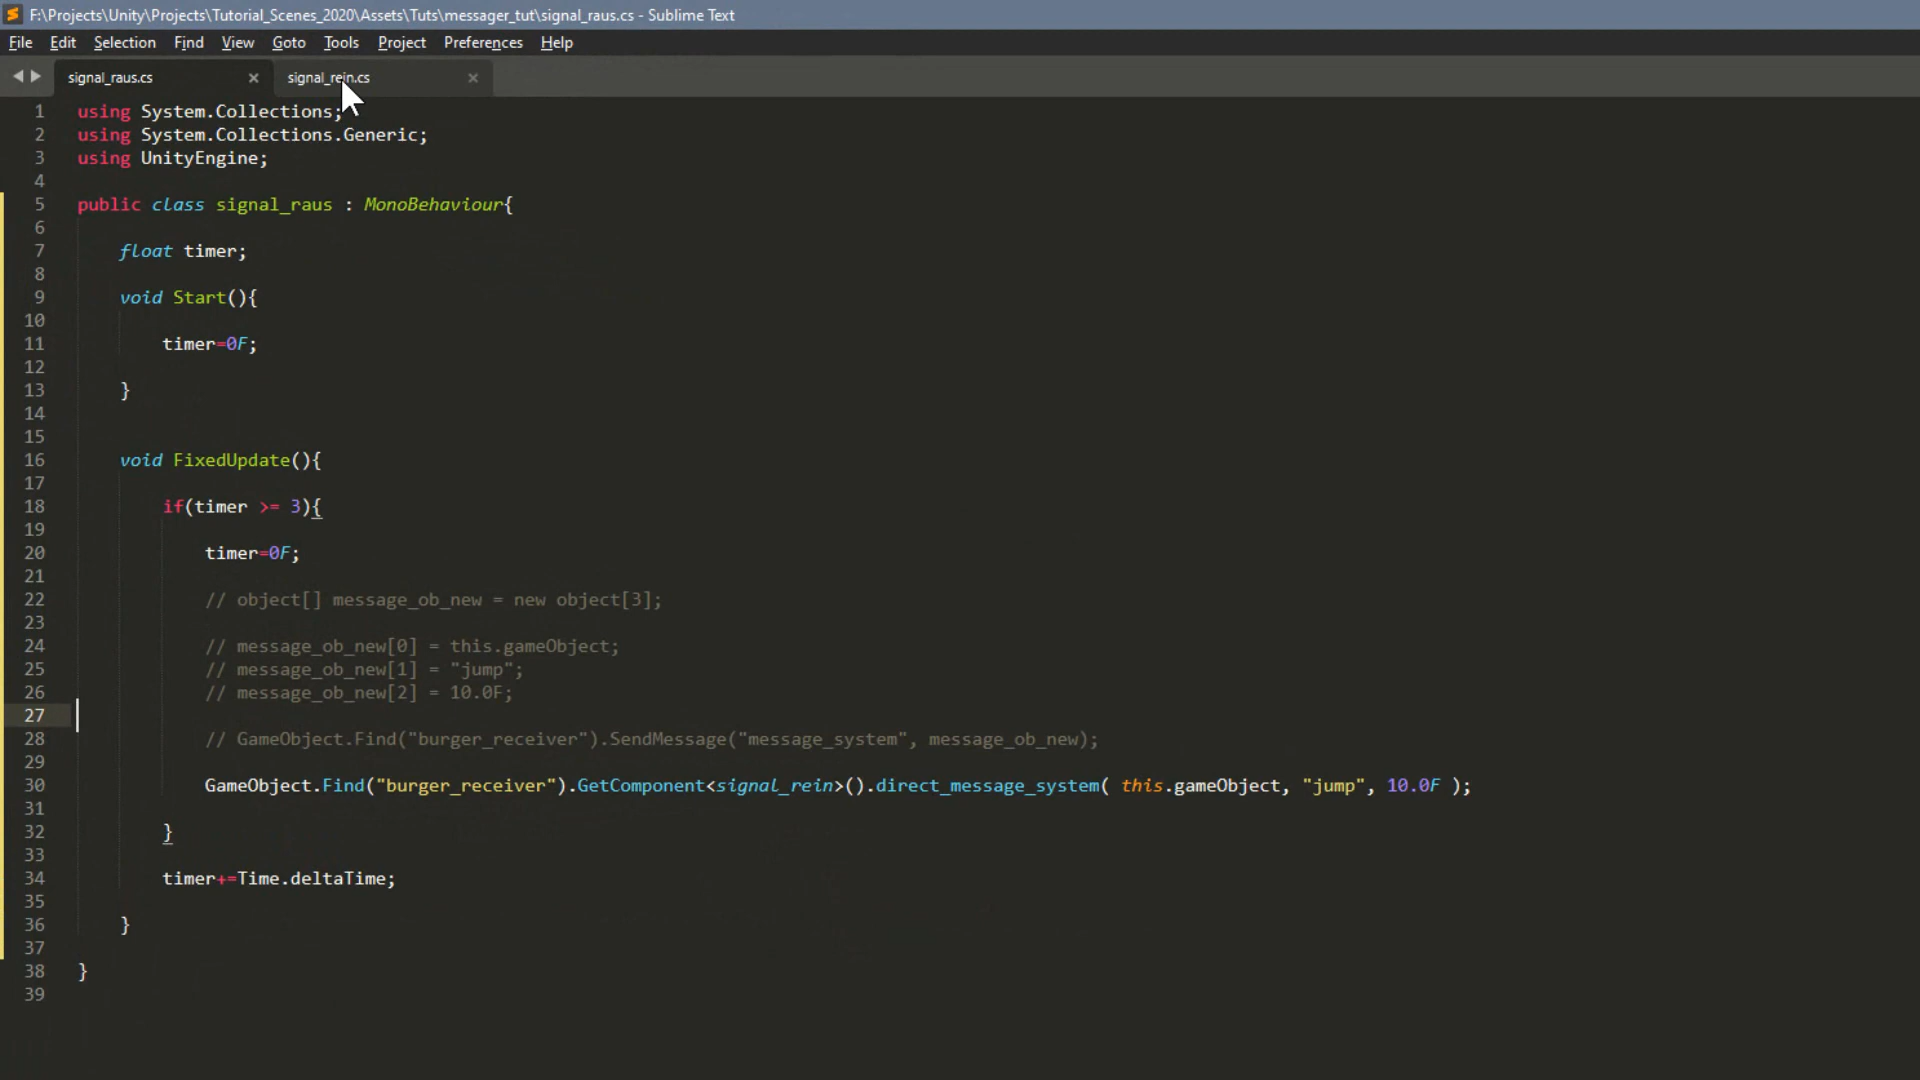 F:\Projects\Unity\Projects\Tutorial_Scenes_2020\Assets\Tuts\messager_tut\signal_raus.cs - Sublime Text
File Edit Selection Find View Goto Tools Project Preferences Help
signal_raus.cs × signal_rein.cs ×
1 using System.Collections;
2 using System.Collections.Generic;
3 using UnityEngine;
4
5 public class signal_raus : MonoBehaviour{
6
7 float timer;
8
9 void Start(){
10
11 timer=0F;
12
13 }
14
15
16 void FixedUpdate(){
17
18 if(timer >= 3){
19
20 timer=0F;
21
22 // object[] message_ob_new = new object[3];
23
24 // message_ob_new[0] = this.gameObject;
25 // message_ob_new[1] = "jump";
26 // message_ob_new[2] = 10.0F;
27
28 // GameObject.Find("burger_receiver").SendMessage("message_system", message_ob_new);
29
30 GameObject.Find("burger_receiver").GetComponent<signal_rein>().direct_message_system( this.gameObject, "jump", 10.0F );
31
32 }
33
34 timer+=Time.deltaTime;
35
36 }
37
38 }
39